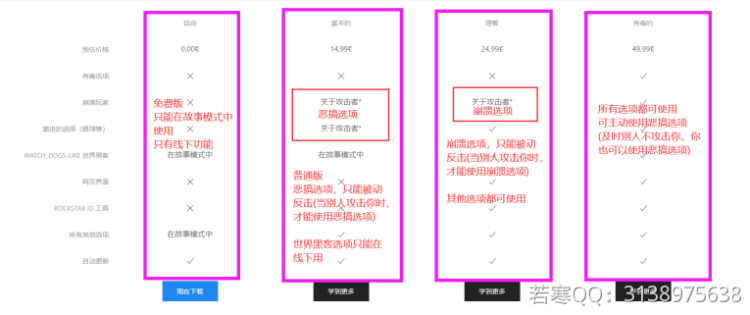 自由 基本的 理智 有毒的
预估价格 0,00€ 14,99€ 24,99€ 49,99€
有毒选项
崩溃玩家 关于攻击者* 关于攻击者*
免费版
只能在故事模式中
使用
只有线下功能
恶搞选项
崩溃选项
所有选项都可使用
可主动使用恶搞选项
(及时别人不攻击你，你
也可以使用恶搞选项)
关于攻击者*
WATCH_DOGS-LIKE 世界黑客 在故事模式中 在故事模式中
崩溃选项，只能被动
反击(当别人攻击你时，
才能使用崩溃选项)
其他选项都可使用
普通版
恶搞选项，只能被动
反击(当别人攻击你时，
才能使用恶搞选项)
世界黑客选项只能在
线下用
网页界面
ROCKSTAR ID 工具
所有其他选项 在故事模式中
自动更新
现在下载 学到更多 学到更多 学到更多
若寒QQ：3138975638